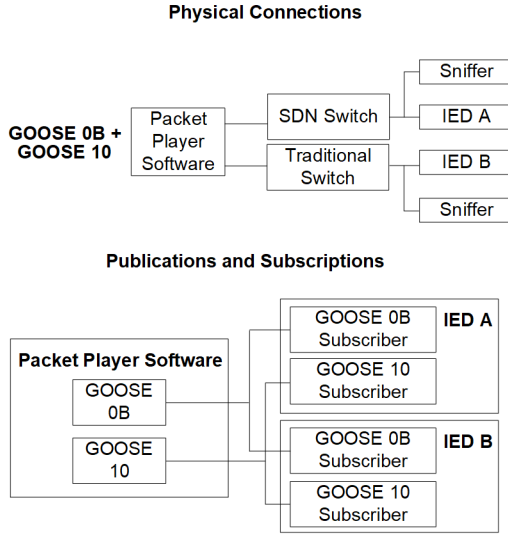 Physical Connections
Sniffer
SDN Switch
IED A
GOOSE 0B +
GOOSE 10
Packet
Player
Software
Traditional
Switch
IED B
Sniffer
Publications and Subscriptions
Packet Player Software
GOOSE
0B
GOOSE
10
GOOSE 0B
Subscriber
IED A
GOOSE 10
Subscriber
GOOSE 0B
Subscriber
IED B
GOOSE 10
Subscriber